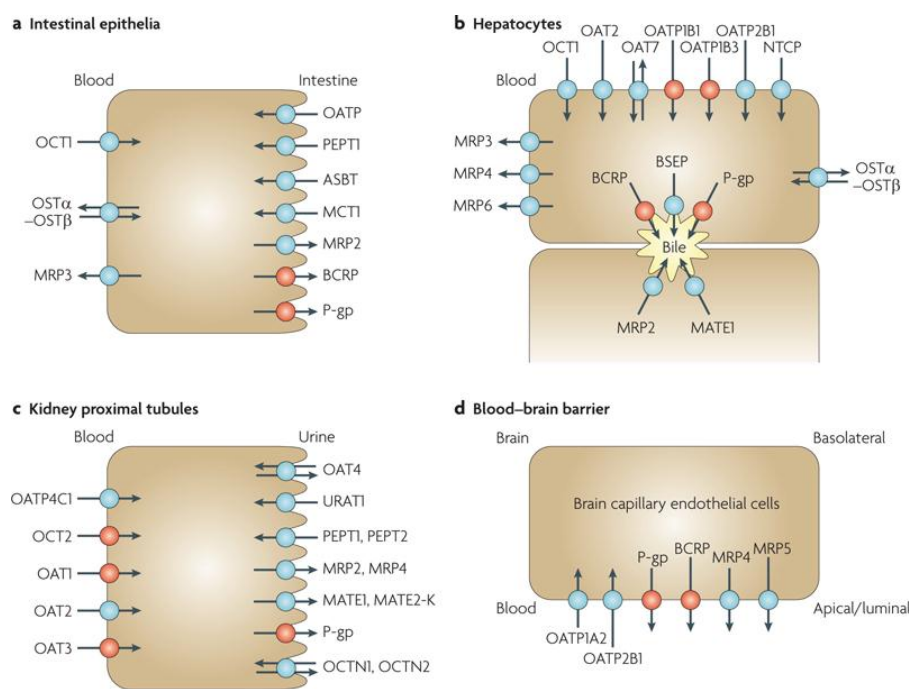 a Intestinal epithelia
Blood
Intestine
OCT1
OSTα
–OSTβ
MRP3
OATP
PEPT1
ASBT
MCT1
MRP2
BCRP
P-gp
b Hepatocytes
OCT1
OAT2
OAT7
OATP1B1
OATP1B3
OATP2B1
NTCP
Blood
MRP3
MRP4
MRP6
BCRP
BSEP
P-gp
OSTα
–OSTβ
Bile
MRP2
MATE1
c Kidney proximal tubules
Blood
Urine
OATP4C1
OCT2
OAT1
OAT2
OAT3
OAT4
URAT1
PEPT1, PEPT2
MRP2, MRP4
MATE1, MATE2-K
P-gp
OCTN1, OCTN2
d Blood–brain barrier
Brain
Basolateral
Brain capillary endothelial cells
P-gp
BCRP
MRP4
MRP5
Blood
Apical/luminal
OATP1A2
OATP2B1